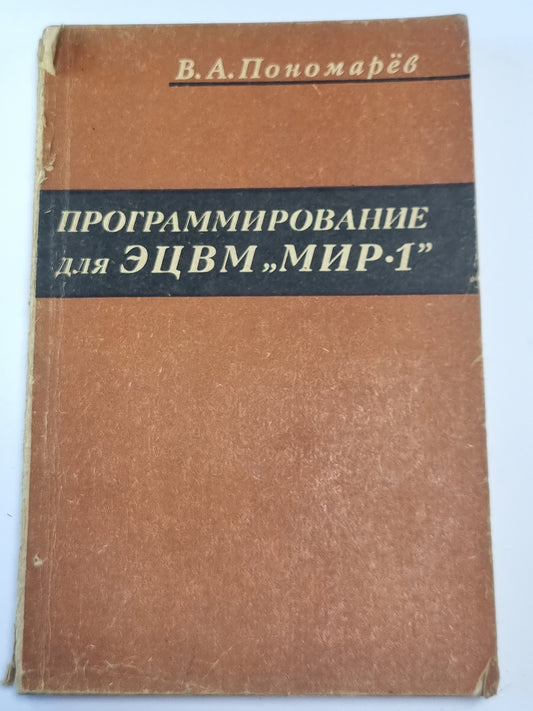 В. А. Пономарёв
ПРОГРАММИРОВАНИЕ
для ЭЦВМ „МИР·1”